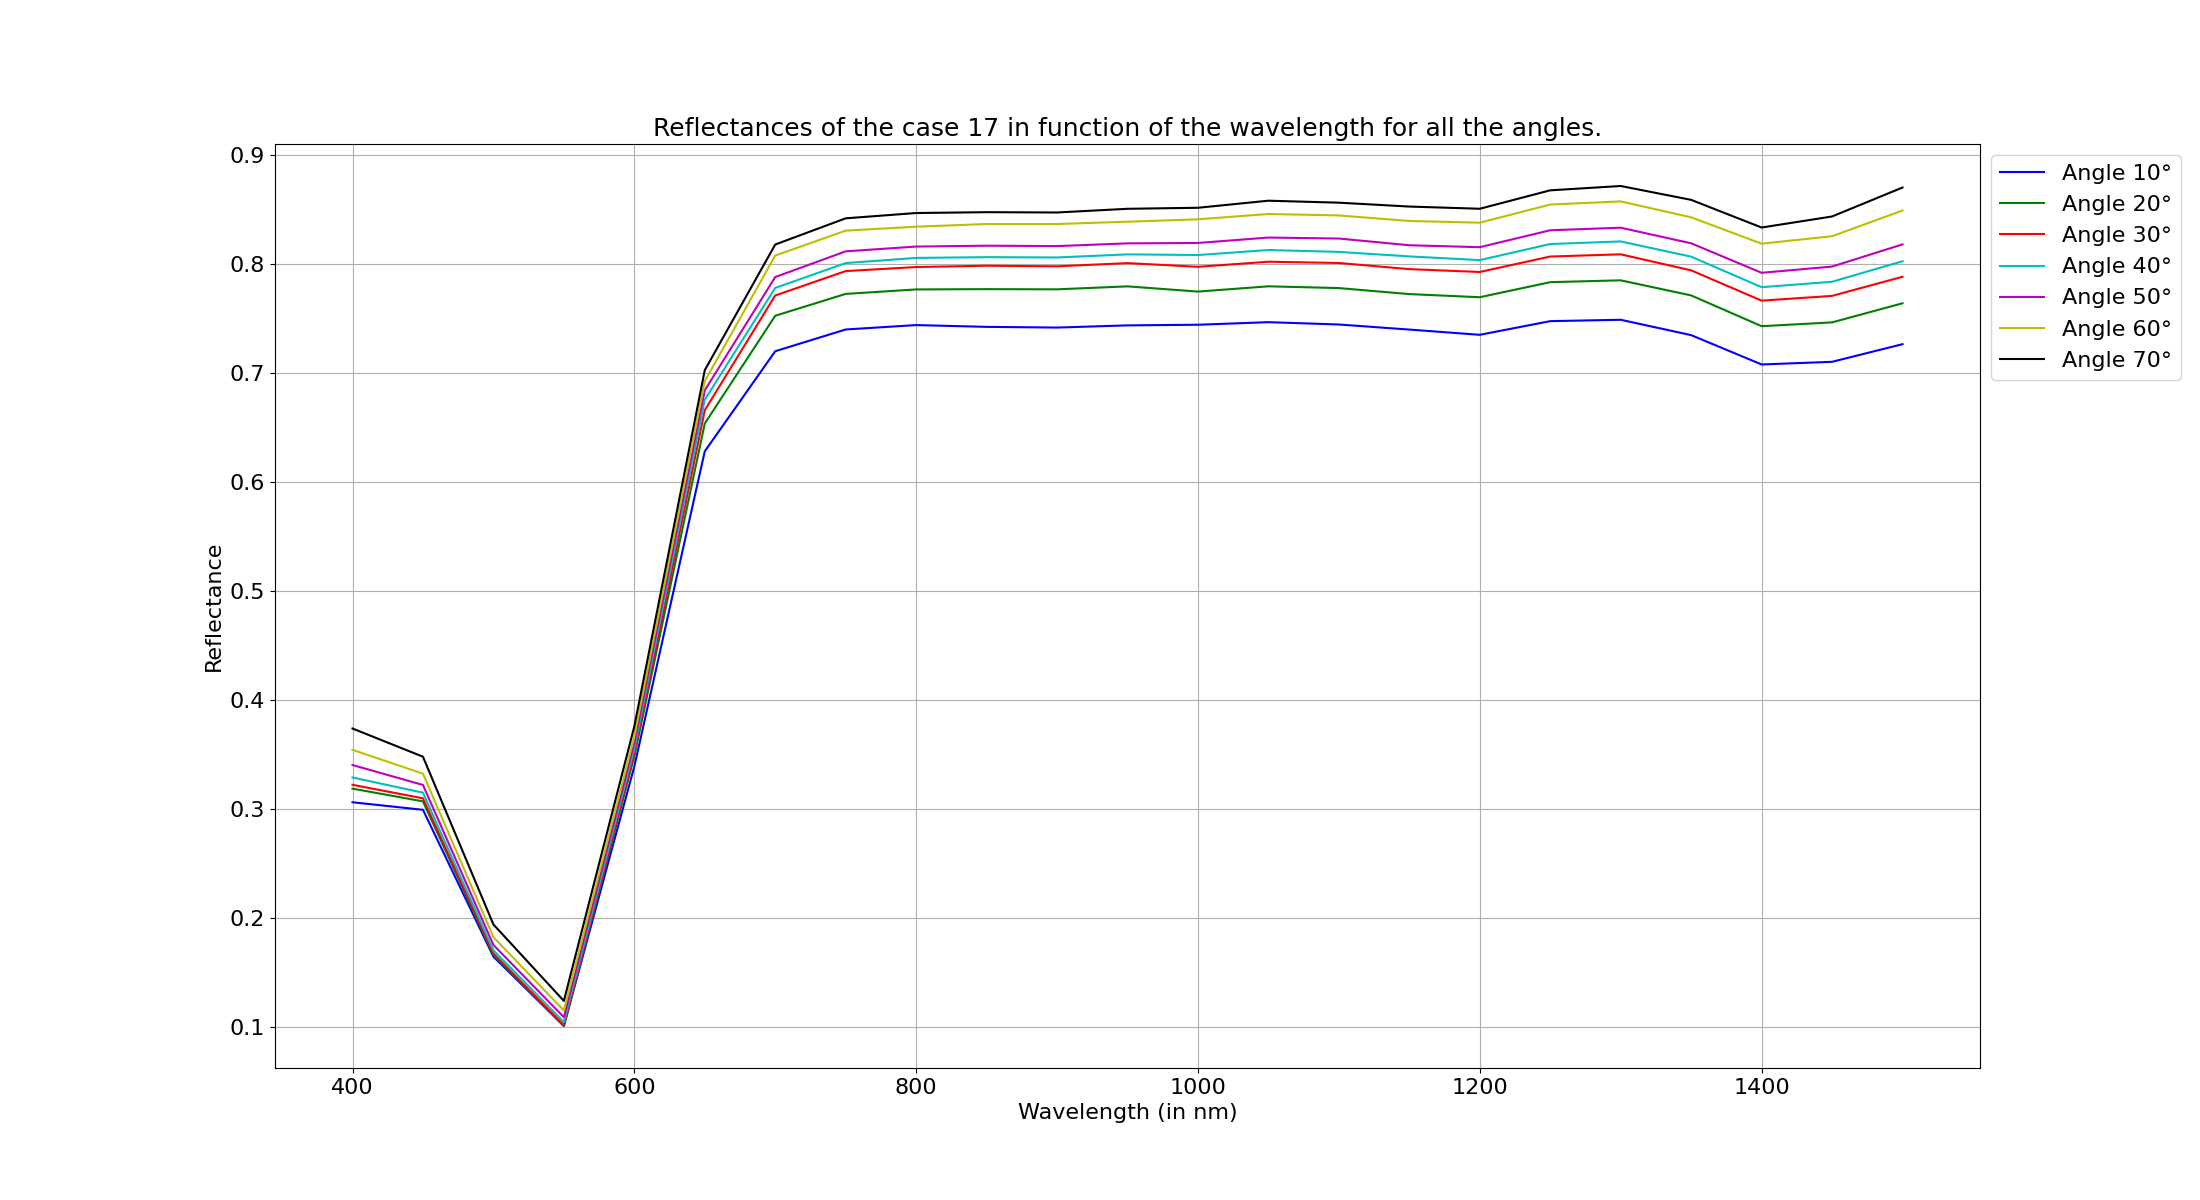 Reflectances of the case 17 in function of the wavelength for all the angles.
0.9
0.8
0.7
0.6
0.5
0.4
0.3
0.2
0.1
Reflectance
400 600 800 1000 1200 1400
Wavelength (in nm)
Angle 10°
Angle 20°
Angle 30°
Angle 40°
Angle 50°
Angle 60°
Angle 70°